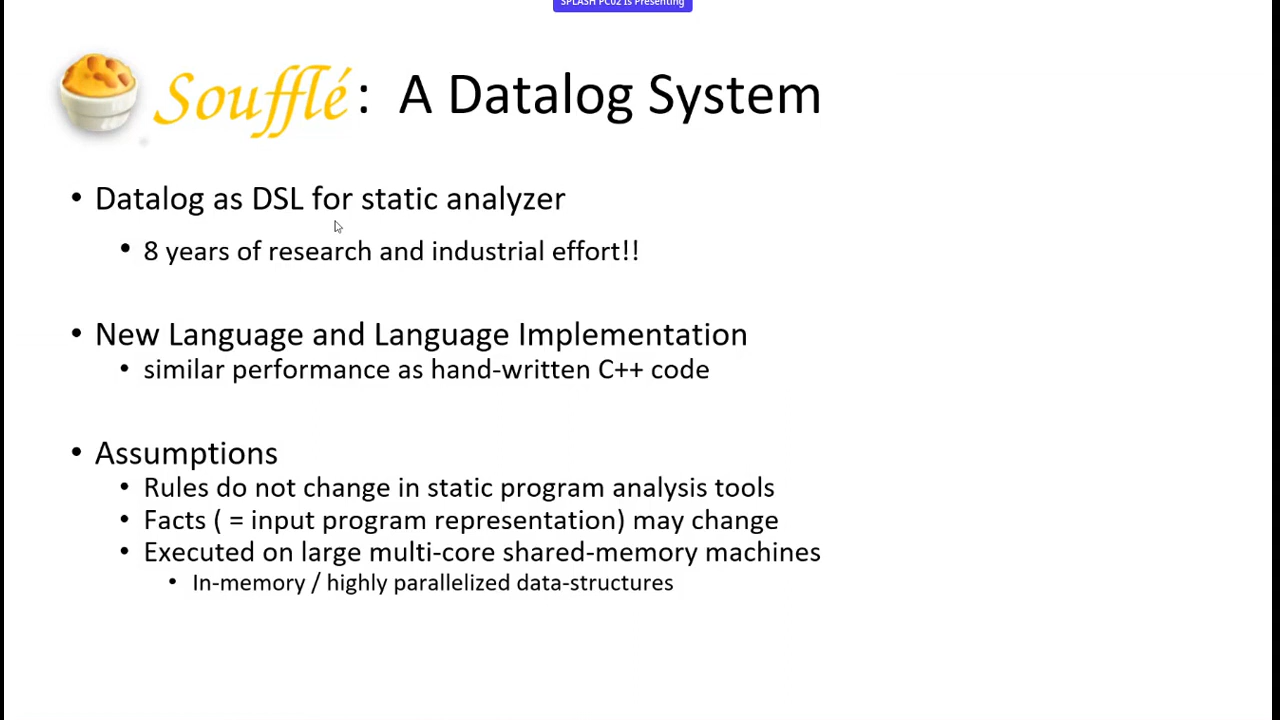 SPLASH PC02 is Presenting
Soufflé: A Datalog System
• Datalog as DSL for static analyzer
• 8 years of research and industrial effort!!
• New Language and Language Implementation
• similar performance as hand-written C++ code
• Assumptions
• Rules do not change in static program analysis tools
• Facts ( = input program representation) may change
• Executed on large multi-core shared-memory machines
• In-memory / highly parallelized data-structures